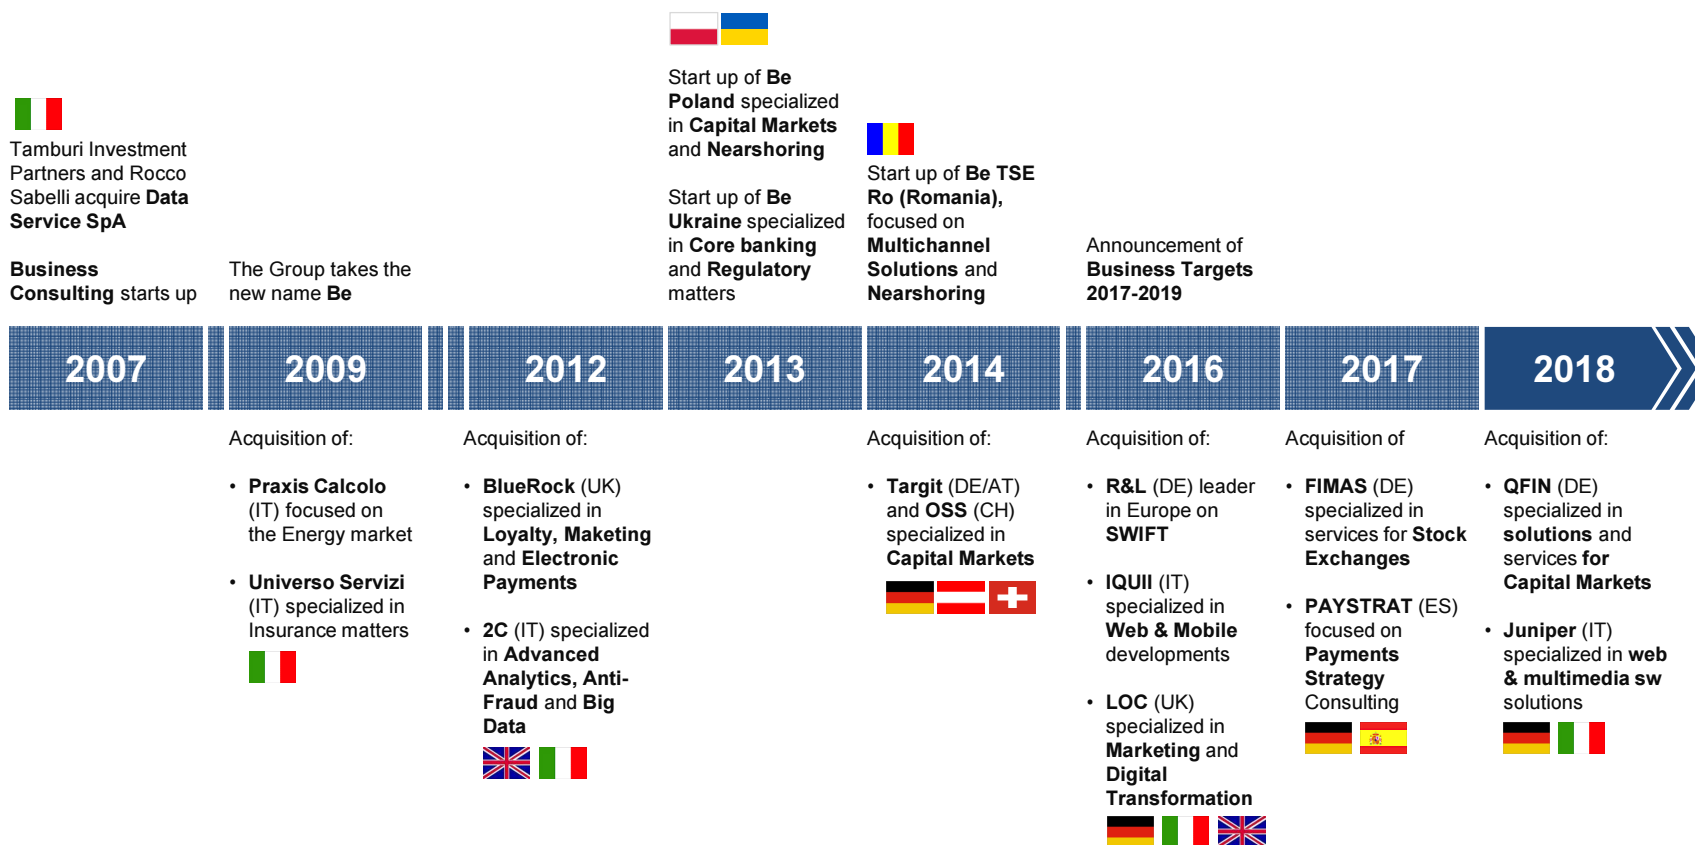 Tamburi Investment
Partners and Rocco
Sabelli acquire Data
Service SpA
Business
Consulting starts up
The Group takes the
new name Be
Start up of Be
Poland specialized
in Capital Markets
and Nearshoring
Start up of Be
Ukraine specialized
in Core banking
and Regulatory
matters
Start up of Be TSE
Ro (Romania),
focused on
Multichannel
Solutions and
Nearshoring
Announcement of
Business Targets
2017-2019
2007
2009
2012
2013
2014
2016
2017
2018
Acquisition of:
• Praxis Calcolo
(IT) focused on
the Energy market
• Universo Servizi
(IT) specialized in
Insurance matters
Acquisition of:
• BlueRock (UK)
specialized in
Loyalty, Maketing
and Electronic
Payments
• 2C (IT) specialized
in Advanced
Analytics, Anti-
Fraud and Big
Data
Acquisition of:
• Targit (DE/AT)
and OSS (CH)
specialized in
Capital Markets
Acquisition of:
• R&L (DE) leader
in Europe on
SWIFT
• IQUII (IT)
specialized in
Web & Mobile
developments
• LOC (UK)
specialized in
Marketing and
Digital
Transformation
Acquisition of
• FIMAS (DE)
specialized in
services for Stock
Exchanges
• PAYSTRAT (ES)
focused on
Payments
Strategy
Consulting
Acquisition of:
• QFIN (DE)
specialized in
solutions and
services for
Capital Markets
• Juniper (IT)
specialized in web
& multimedia sw
solutions